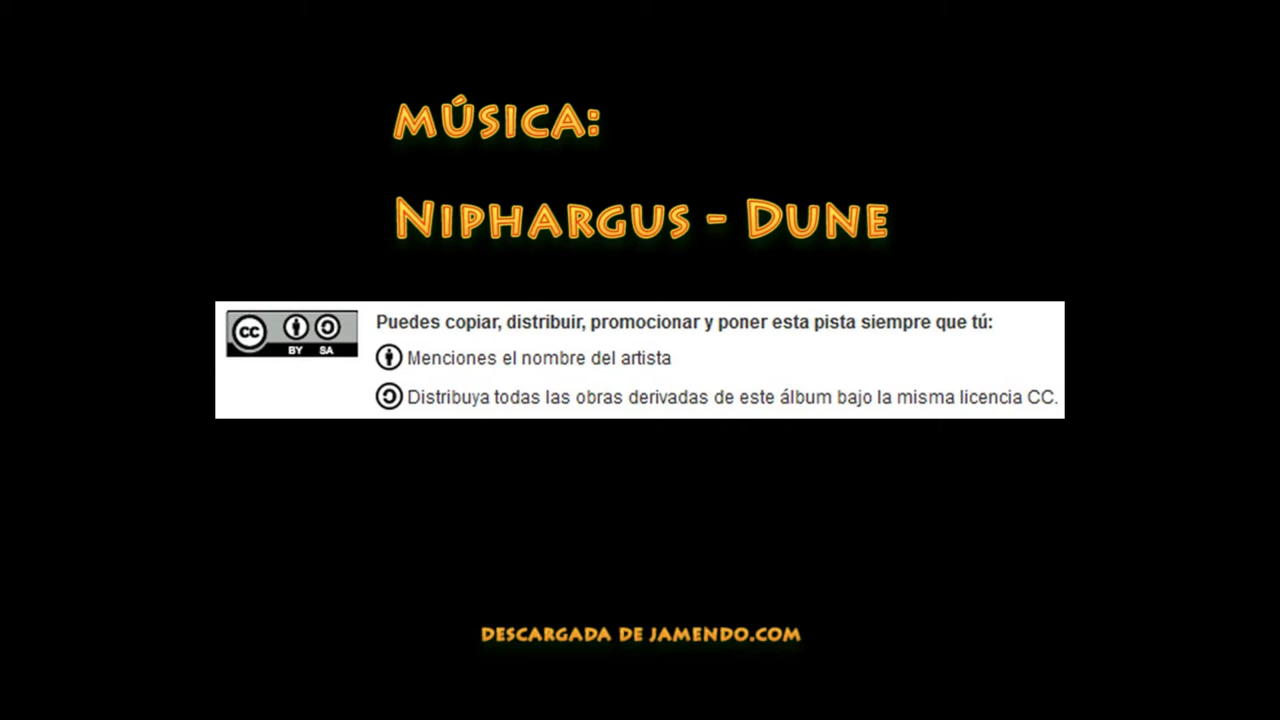 MÚSICA:
NIPHARGUS - DUNE
CC BY SA
Puedes copiar, distribuir, promocionar y poner esta pista siempre que tú:
Menciones el nombre del artista
Distribuya todas las obras derivadas de este álbum bajo la misma licencia CC.
DESCARGADA DE JAMENDO.COM